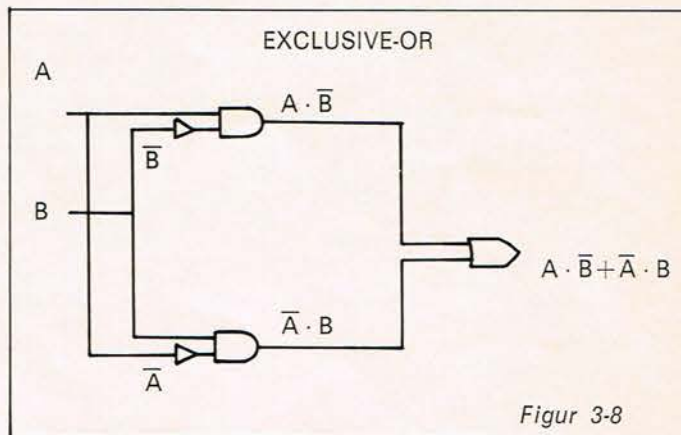 EXCLUSIVE-OR
A
A · B̅
B̅
B
A · B̅ + A̅ · B
A̅ · B
A̅
Figur 3-8